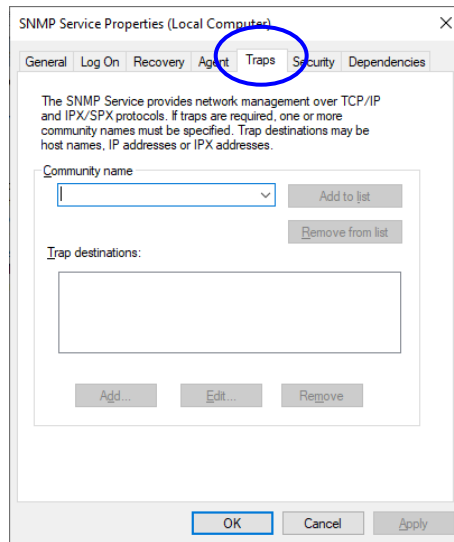 SNMP Service Properties (Local Computer)
General Log On Recovery Agent Traps Security Dependencies
The SNMP Service provides network management over TCP/IP
and IPX/SPX protocols. If traps are required, one or more
community names must be specified. Trap destinations may be
host names, IP addresses or IPX addresses.
Community name
Add to list
Remove from list
Trap destinations:
Add... Edit... Remove
OK Cancel Apply